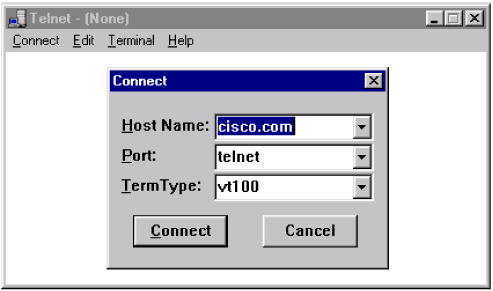 Telnet - (None)
Connect Edit Terminal Help
Connect
Host Name: cisco.com
Port: telnet
TermType: vt100
Connect Cancel